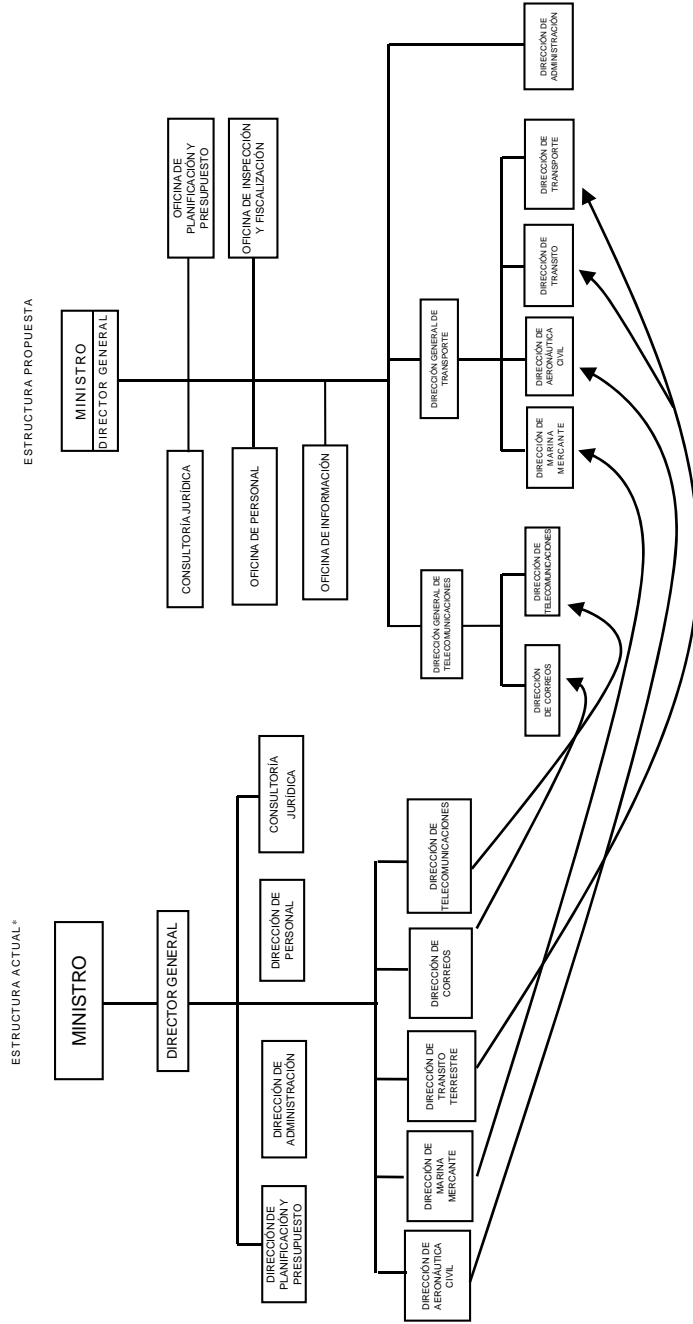 ESTRUCTURA ACTUAL*
MINISTRO
DIRECTOR GENERAL
DIRECCIÓN DE
PLANIFICACIÓN Y
PRESUPUESTO
DIRECCIÓN DE
ADMINISTRACIÓN
DIRECCIÓN DE
PERSONAL
CONSULTORÍA
JURÍDICA
DIRECCIÓN DE
AERONÁUTICA
CIVIL
DIRECCIÓN DE
MARINA
MERCANTE
DIRECCIÓN DE
TRANSITO
TERRESTRE
DIRECCIÓN DE
CORREOS
DIRECCIÓN DE
TELECOMUNICACIONES
ESTRUCTURA PROPUESTA
MINISTRO
DIRECTOR GENERAL
CONSULTORÍA JURÍDICA
OFICINA DE
PLANIFICACIÓN Y
PRESUPUESTO
OFICINA DE PERSONAL
OFICINA DE INSPECCIÓN
Y FISCALIZACIÓN
OFICINA DE INFORMACIÓN
DIRECCIÓN GENERAL DE
TELECOMUNICACIONES
DIRECCIÓN GENERAL DE
TRANSPORTE
DIRECCIÓN
DE CORREOS
DIRECCIÓN DE
TELECOMUNICACIONES
DIRECCIÓN DE
MARINA
MERCANTE
DIRECCIÓN DE
AERONÁUTICA
CIVIL
DIRECCIÓN DE
TRANSITO
DIRECCIÓN DE
TRANSPORTE
DIRECCIÓN DE
ADMINISTRACIÓN